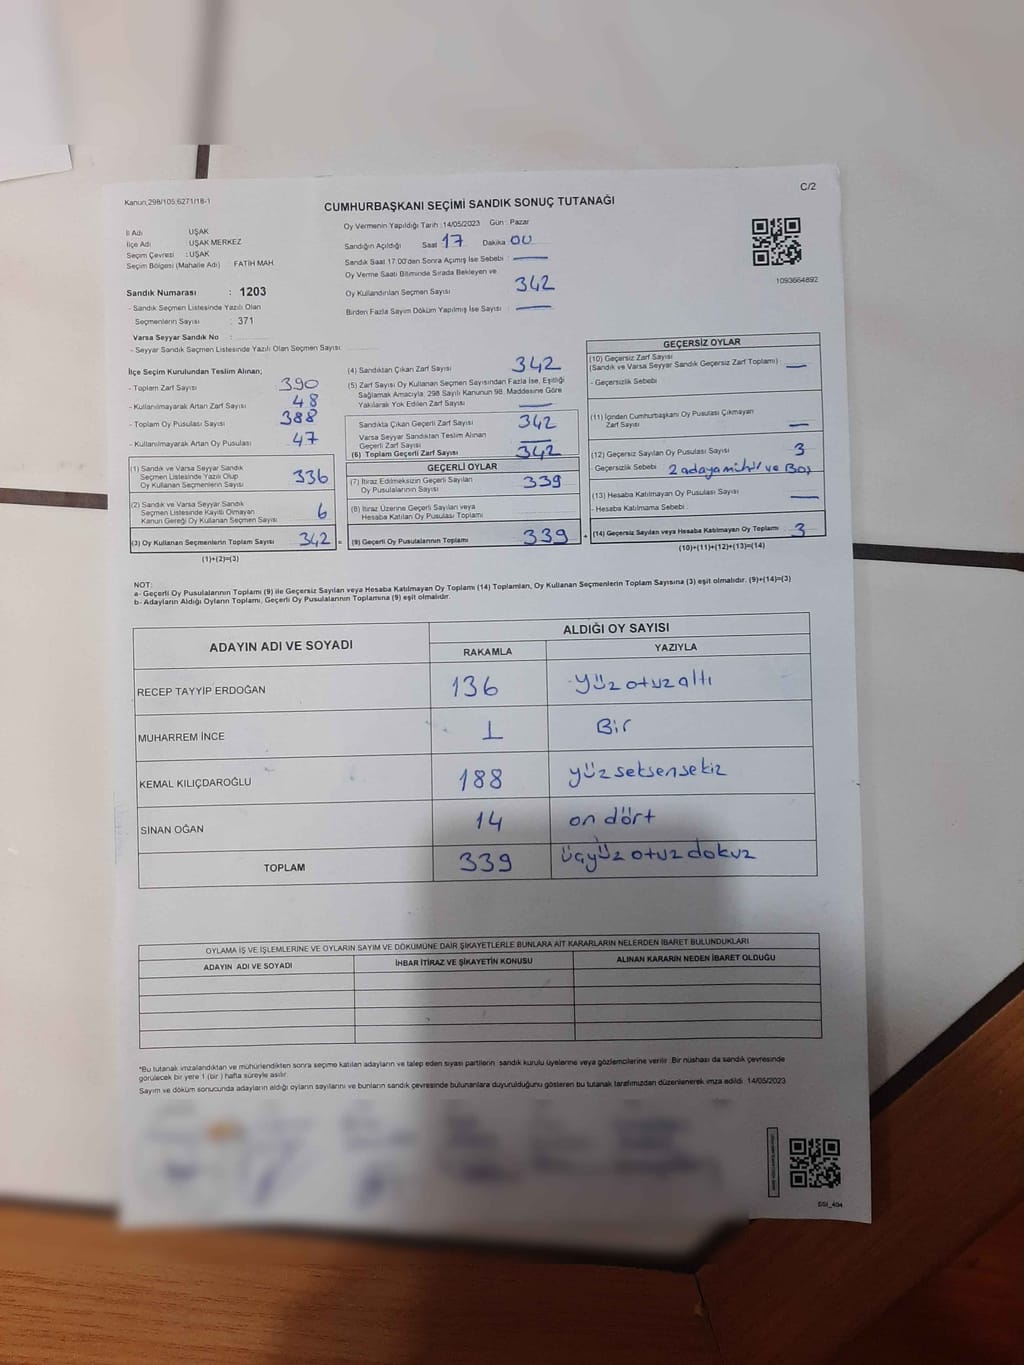 Kanun,298/105,6271/18-1
C/2
CUMHURBAŞKANI SEÇİMİ SANDIK SONUÇ TUTANAĞI
İl Adı UŞAK
İlçe Adı UŞAK MERKEZ
Seçim Çevresi : UŞAK
Seçim Bölgesi (Mahalle Adı) : FATİH MAH.
Sandık Numarası : 1203
- Sandık Seçmen Listesinde Yazılı Olan
Seçmenlerin Sayısı : 371
Varsa Seyyar Sandık No :
- Seyyar Sandık Seçmen Listesinde Yazılı Olan Seçmen Sayısı:
Oy Vermenin Yapıldığı Tarih : 14/05/2023 Gün : Pazar
Sandığın Açıldığı Saat 17 Dakika 00
Sandık Saat 17:00'den Sonra Açımış İse Sebebi : —
Oy Verme Saati Bitiminde Sırada Bekleyen ve
Oy Kullandırılan Seçmen Sayısı 342
Birden Fazla Sayım Döküm Yapılmış İse Sayısı : —
1093664892
İlçe Seçim Kurulundan Teslim Alınan;
- Toplam Zarf Sayısı 390
- Kullanılmayarak Artan Zarf Sayısı 48
- Toplam Oy Pusulası Sayısı 388
- Kullanılmayarak Artan Oy Pusulası 47
(1) Sandık ve Varsa Seyyar Sandık
Seçmen Listesinde Yazılı Olup
Oy Kullanan Seçmenlerin Sayısı 336
(2) Sandık ve Varsa Seyyar Sandık
Seçmen Listesinde Kayıtlı Olmayan
Kanun Gereği Oy Kullanan Seçmen Sayısı 6
(3) Oy Kullanan Seçmenlerin Toplam Sayısı 342 =
(1)+(2)=(3)
(4) Sandıktan Çıkan Zarf Sayısı 342
(5) Zarf Sayısı Oy Kullanan Seçmen Sayısından Fazla İse, Eşitliği
Sağlamak Amacıyla; 298 Sayılı Kanunun 98. Maddesine Göre
Yakılarak Yok Edilen Zarf Sayısı —
Sandıkta Çıkan Geçerli Zarf Sayısı 342
Varsa Seyyar Sandıktan Teslim Alınan
Geçerli Zarf Sayısı —
(6) Toplam Geçerli Zarf Sayısı 342
GEÇERLİ OYLAR
(7) İtiraz Edilmeksizin Geçerli Sayılan
Oy Pusulalarının Sayısı 339
(8) İtiraz Üzerine Geçerli Sayılan veya
Hesaba Katılan Oy Pusulası Toplamı
(9) Geçerli Oy Pusulalarının Toplamı 339 +
GEÇERSİZ OYLAR
(10) Geçersiz Zarf Sayısı
(Sandık ve Varsa Seyyar Sandık Geçersiz Zarf Toplamı) : —
- Geçersizlik Sebebi :
(11) İçinden Cumhurbaşkanı Oy Pusulası Çıkmayan
Zarf Sayısı —
(12) Geçersiz Sayılan Oy Pusulası Sayısı 3
- Geçersizlik Sebebi 2 adaya mühür ve Boş
(13) Hesaba Katılmayan Oy Pusulası Sayısı —
- Hesaba Katılmama Sebebi :
(14) Geçersiz Sayılan veya Hesaba Katılmayan Oy Toplamı 3
(10)+(11)+(12)+(13)=(14)
NOT:
a- Geçerli Oy Pusulasının Toplamı (9) ile Geçersiz Sayılan veya Hesaba Katılmayan Oy Toplamı (14) Toplamları, Oy Kullanan Seçmenlerin Toplam Sayısına (3) eşit olmalıdır. (9)+(14)=(3)
b- Adayların Aldığı Oyların Toplamı, Geçerli Oy Pusulalarının Toplamına (9) eşit olmalıdır.
ADAYIN ADI VE SOYADI ALDIĞI OY SAYISI
RAKAMLA YAZIYLA
RECEP TAYYİP ERDOĞAN 136 yüz otuz altı
MUHARREM İNCE 1 Bir
KEMAL KILIÇDAROĞLU 188 yüz seksen sekiz
SİNAN OĞAN 14 on dört
TOPLAM 339 üçyüz otuz dokuz
OYLAMA İŞ VE İŞLEMLERİNE VE OYLARIN SAYIM VE DÖKÜMÜNE DAİR ŞİKAYETLERLE BUNLARA AİT KARARLARIN NELERDEN İBARET BULUNDUKLARI
ADAYIN ADI VE SOYADI İHBAR İTİRAZ VE ŞİKAYETİN KONUSU ALINAN KARARIN NEDEN İBARET OLDUĞU
*Bu tutanak imzalandıktan ve mühürlendikten sonra seçime katılan adayların ve talep eden siyasi partilerin sandık kurulu üyelerine veya gözlemcilerine verilir. Bir nüshası da sandık çevresinde
görülecek bir yere 1 (bir) hafta süreyle asılır.
Sayım ve döküm sonucunda adayların aldığı oyların sayılarını ve bunların sandık çevresinde bulunanlara duyurulduğunu gösteren bu tutanak tarafımızdan düzenlenerek imza edildi. 14/05/2023
SSI_404